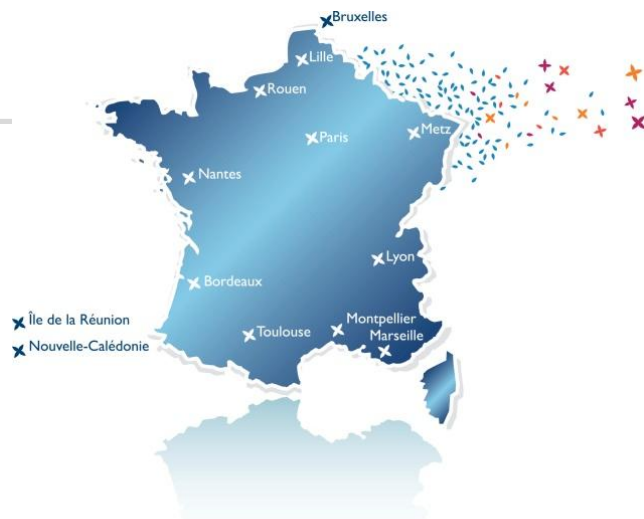 Bruxelles
Lille
Rouen
Paris
Metz
Nantes
Lyon
Bordeaux
Île de la Réunion
Montpellier
Toulouse
Marseille
Nouvelle-Calédonie